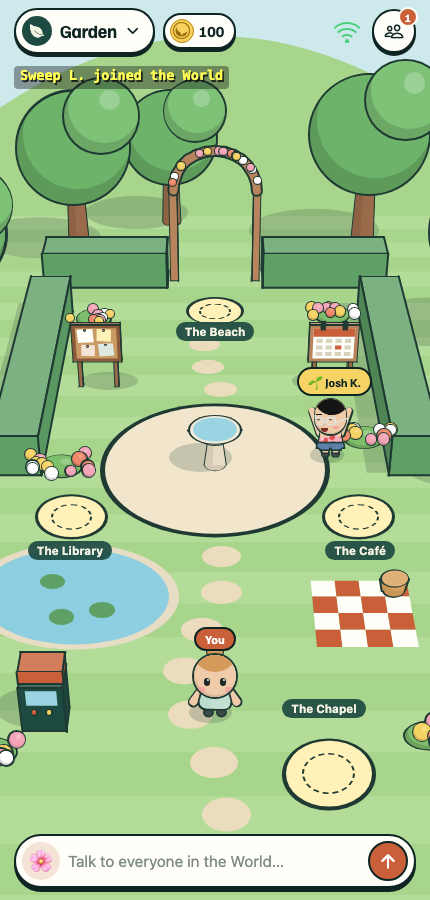 Garden
100
1
Sweep L. joined the World
The Beach
🌱 Josh K.
The Library
The Café
You
The Chapel
Talk to everyone in the World...